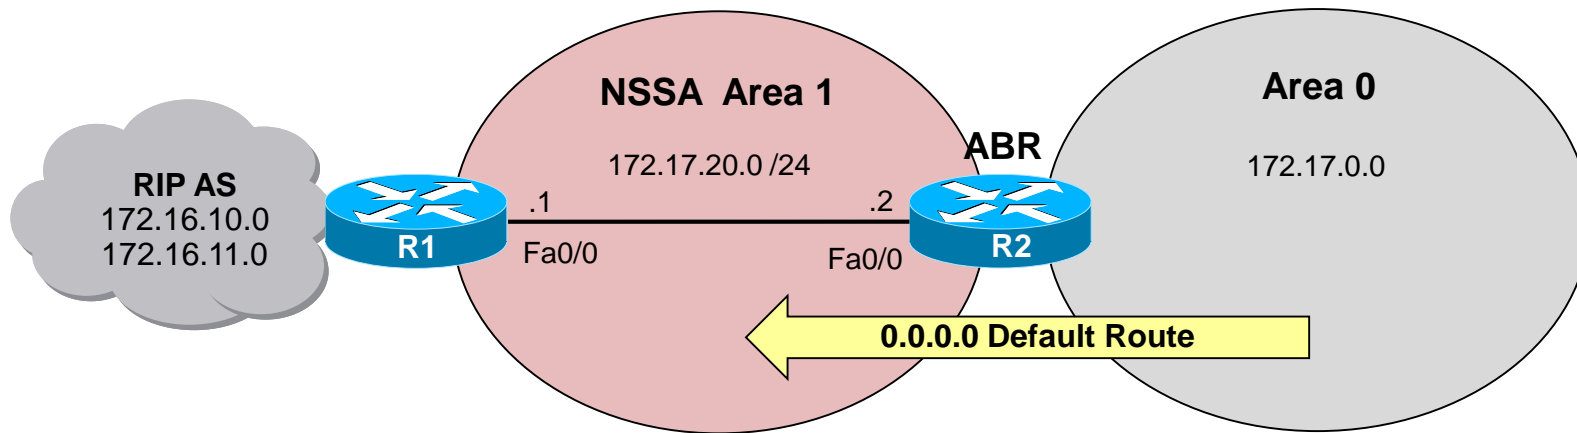 NSSA  Area 1
Area 0
ABR
172.17.20.0 /24
172.17.0.0
RIP AS
172.16.10.0
172.16.11.0
.1
.2
R1
R2
Fa0/0
Fa0/0
0.0.0.0 Default Route